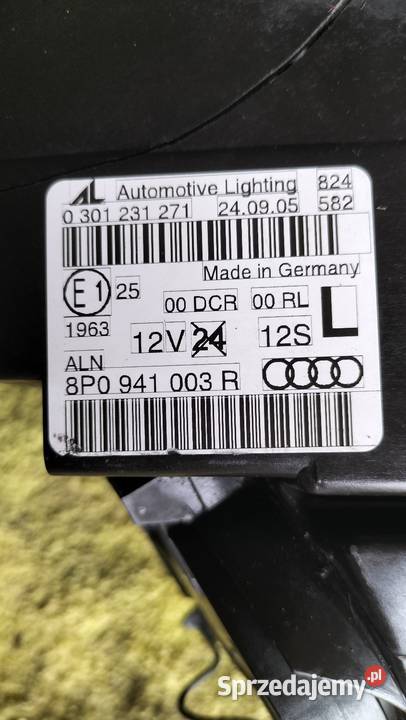 AL Automotive Lighting 824
0 301 231 271 24.09.05 582
Made in Germany
E1 25 00 DCR 00 RL L
1963 12V 24 12S
ALN
8P0 941 003 R
Sprzedajemy.pl